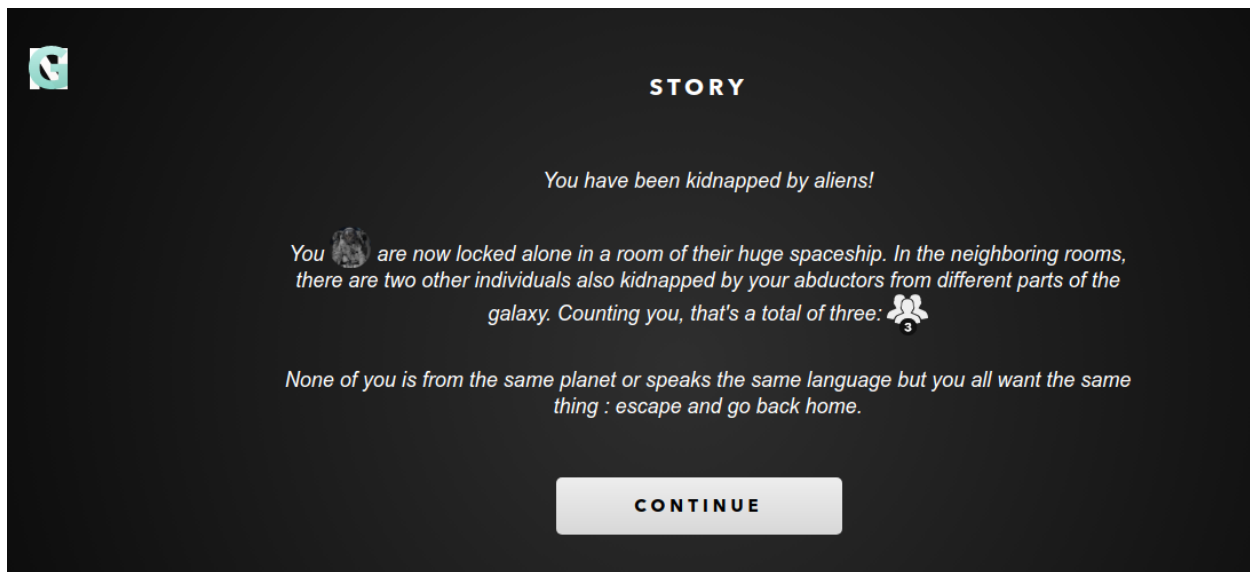 G
STORY
You have been kidnapped by aliens!
You are now locked alone in a room of their huge spaceship. In the neighboring rooms,
there are two other individuals also kidnapped by your abductors from different parts of the
galaxy. Counting you, that's a total of three:
3
None of you is from the same planet or speaks the same language but you all want the same
thing : escape and go back home.
CONTINUE